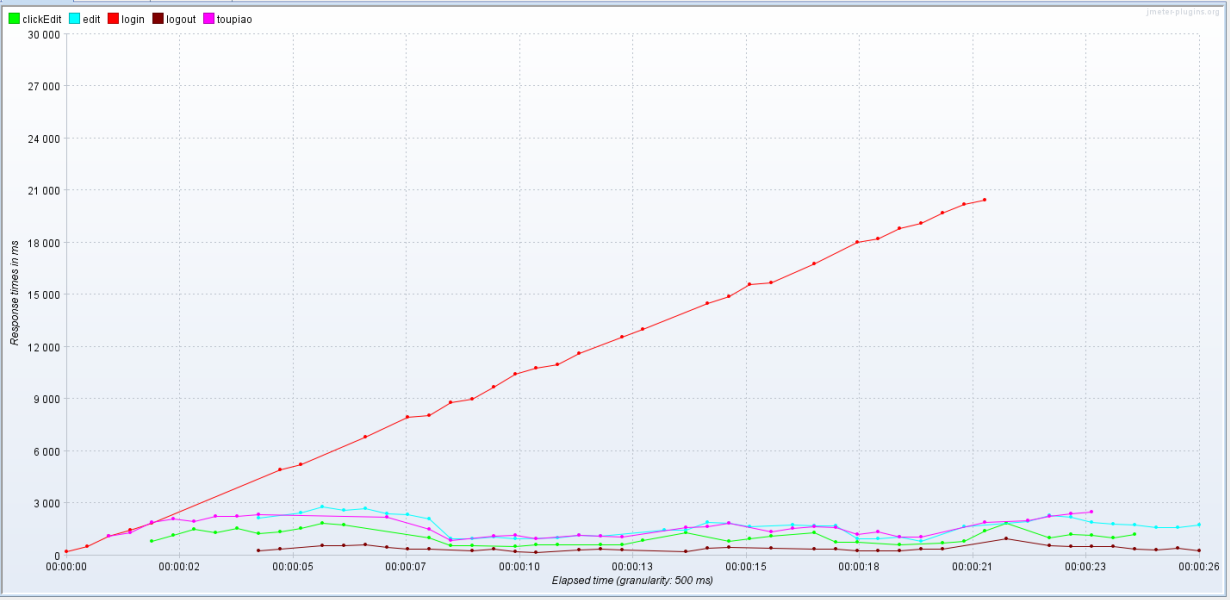 jmeter-plugins.org
clickEdit edit login logout toupiao
30 000
27 000
24 000
21 000
18 000
15 000
12 000
9 000
6 000
3 000
0
Response times in ms
00:00:00 00:00:02 00:00:05 00:00:07 00:00:10 00:00:13 00:00:15 00:00:18 00:00:21 00:00:23 00:00:26
Elapsed time (granularity: 500 ms)